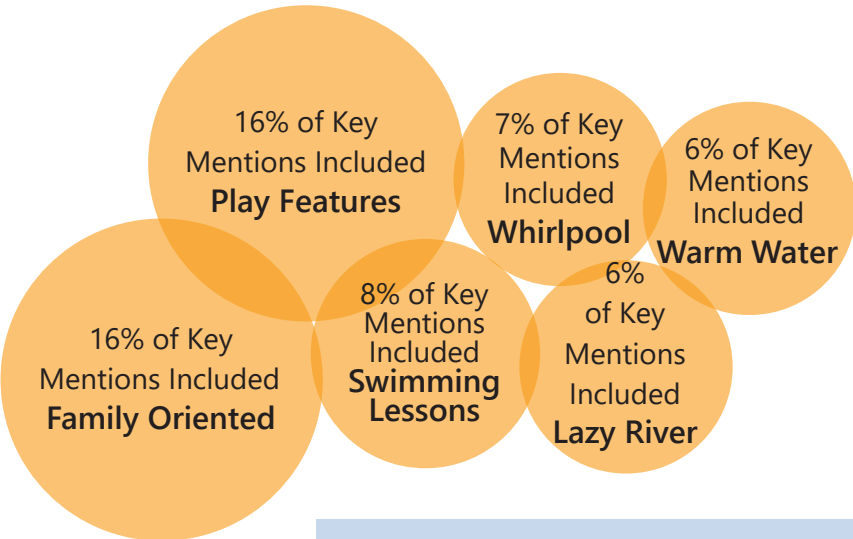 16% of Key
Mentions Included
Play Features
7% of Key
Mentions
Included
Whirlpool
6% of Key
Mentions
Included
Warm Water
16% of Key
Mentions Included
Family Oriented
8% of Key
Mentions
Included
Swimming
Lessons
6%
of Key
Mentions
Included
Lazy River